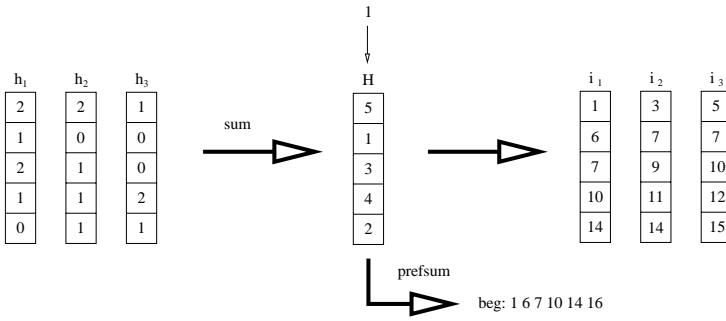 1
h1 h2 h3 H i1 i2 i3
2 2 1 5 1 3 5
sum
1 0 0 1 6 7 7
2 1 0 3 7 9 10
1 1 2 4 10 11 12
0 1 1 2 14 14 15
prefsum
beg: 1 6 7 10 14 16